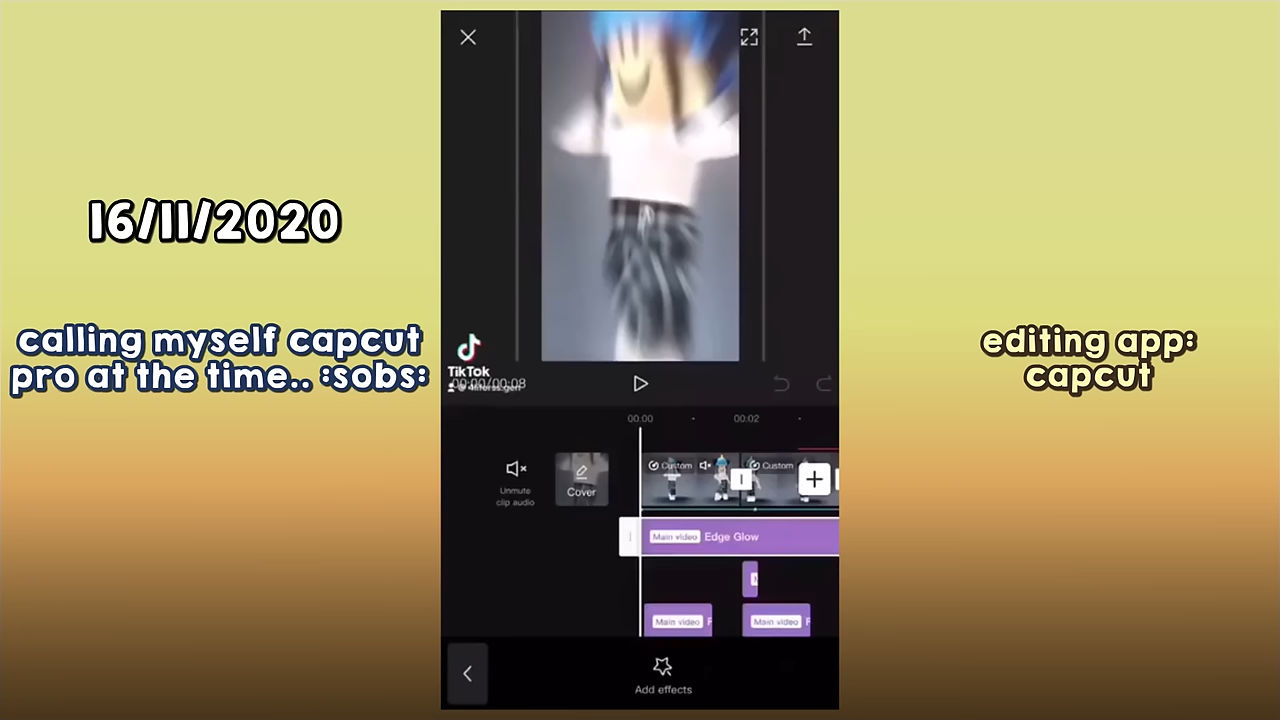 16/11/2020
calling myself capcut
pro at the time.. :sobs:
editing app:
capcut
TikTok
00:00/00:08
00:00
00:02
Unmute
clip audio
Cover
Custom
Custom
Main video Edge Glow
Main video F
Main video F
Add effects